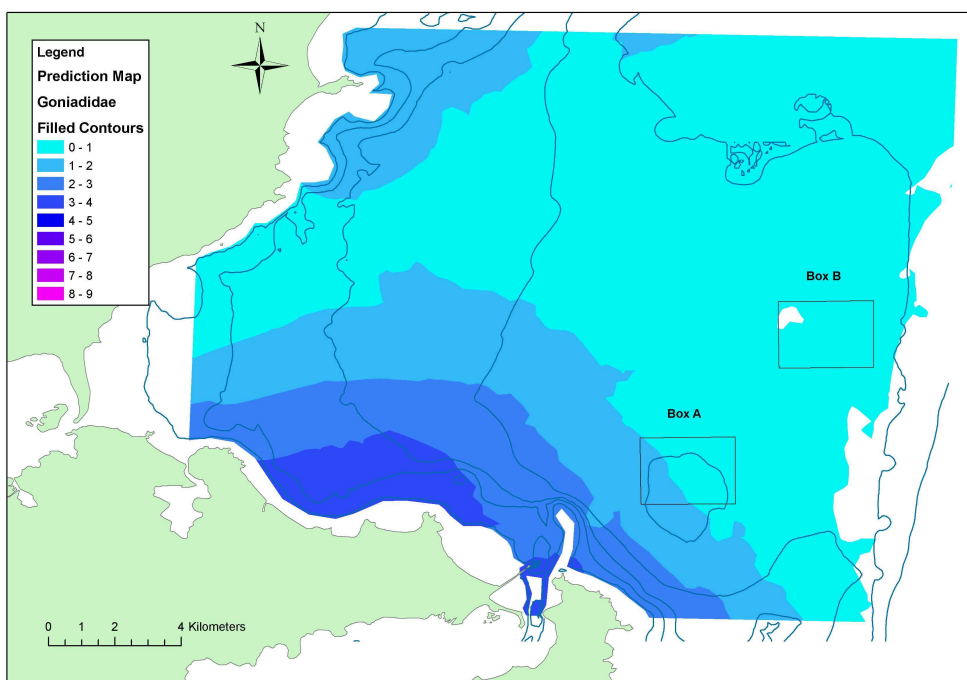 Legend
Prediction Map
Goniadidae
Filled Contours
0 - 1
1 - 2
2 - 3
3 - 4
4 - 5
5 - 6
6 - 7
7 - 8
8 - 9
N
Box B
Box A
0 1 2 4 Kilometers